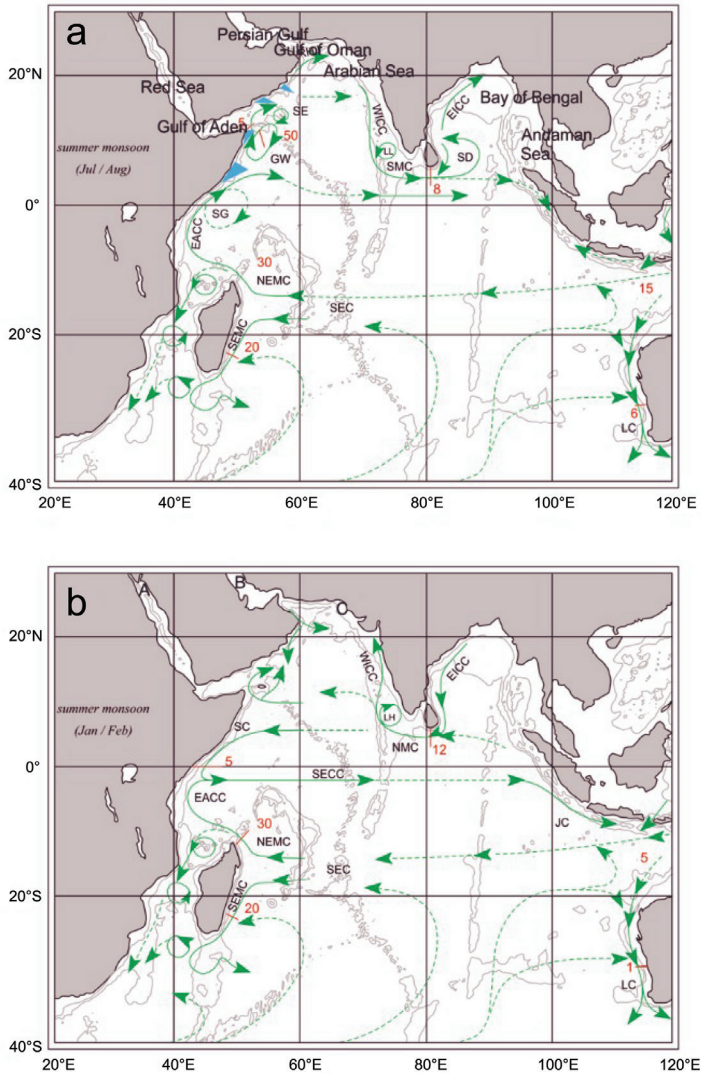 a
Persian Gulf
Gulf of Oman
Arabian Sea
Red Sea
20°N
Bay of Bengal
EICC
WICC
SE
5
Gulf of Aden
50
Andaman
Sea
summer monsoon
(Jul / Aug)
GW
LL
SMC
SD
8
0°
SG
EACC
30
NEMC
15
SEC
20°S
SEMC
20
6
LC
40°S
20°E
40°E
60°E
80°E
100°E
120°E
b
A
B
C
20°N
WICC
EICC
summer monsoon
(Jan / Feb)
SC
LH
NMC
12
0°
5
SECC
EACC
JC
30
NEMC
5
SEC
20°S
SEMC
20
1
LC
40°S
20°E
40°E
60°E
80°E
100°E
120°E